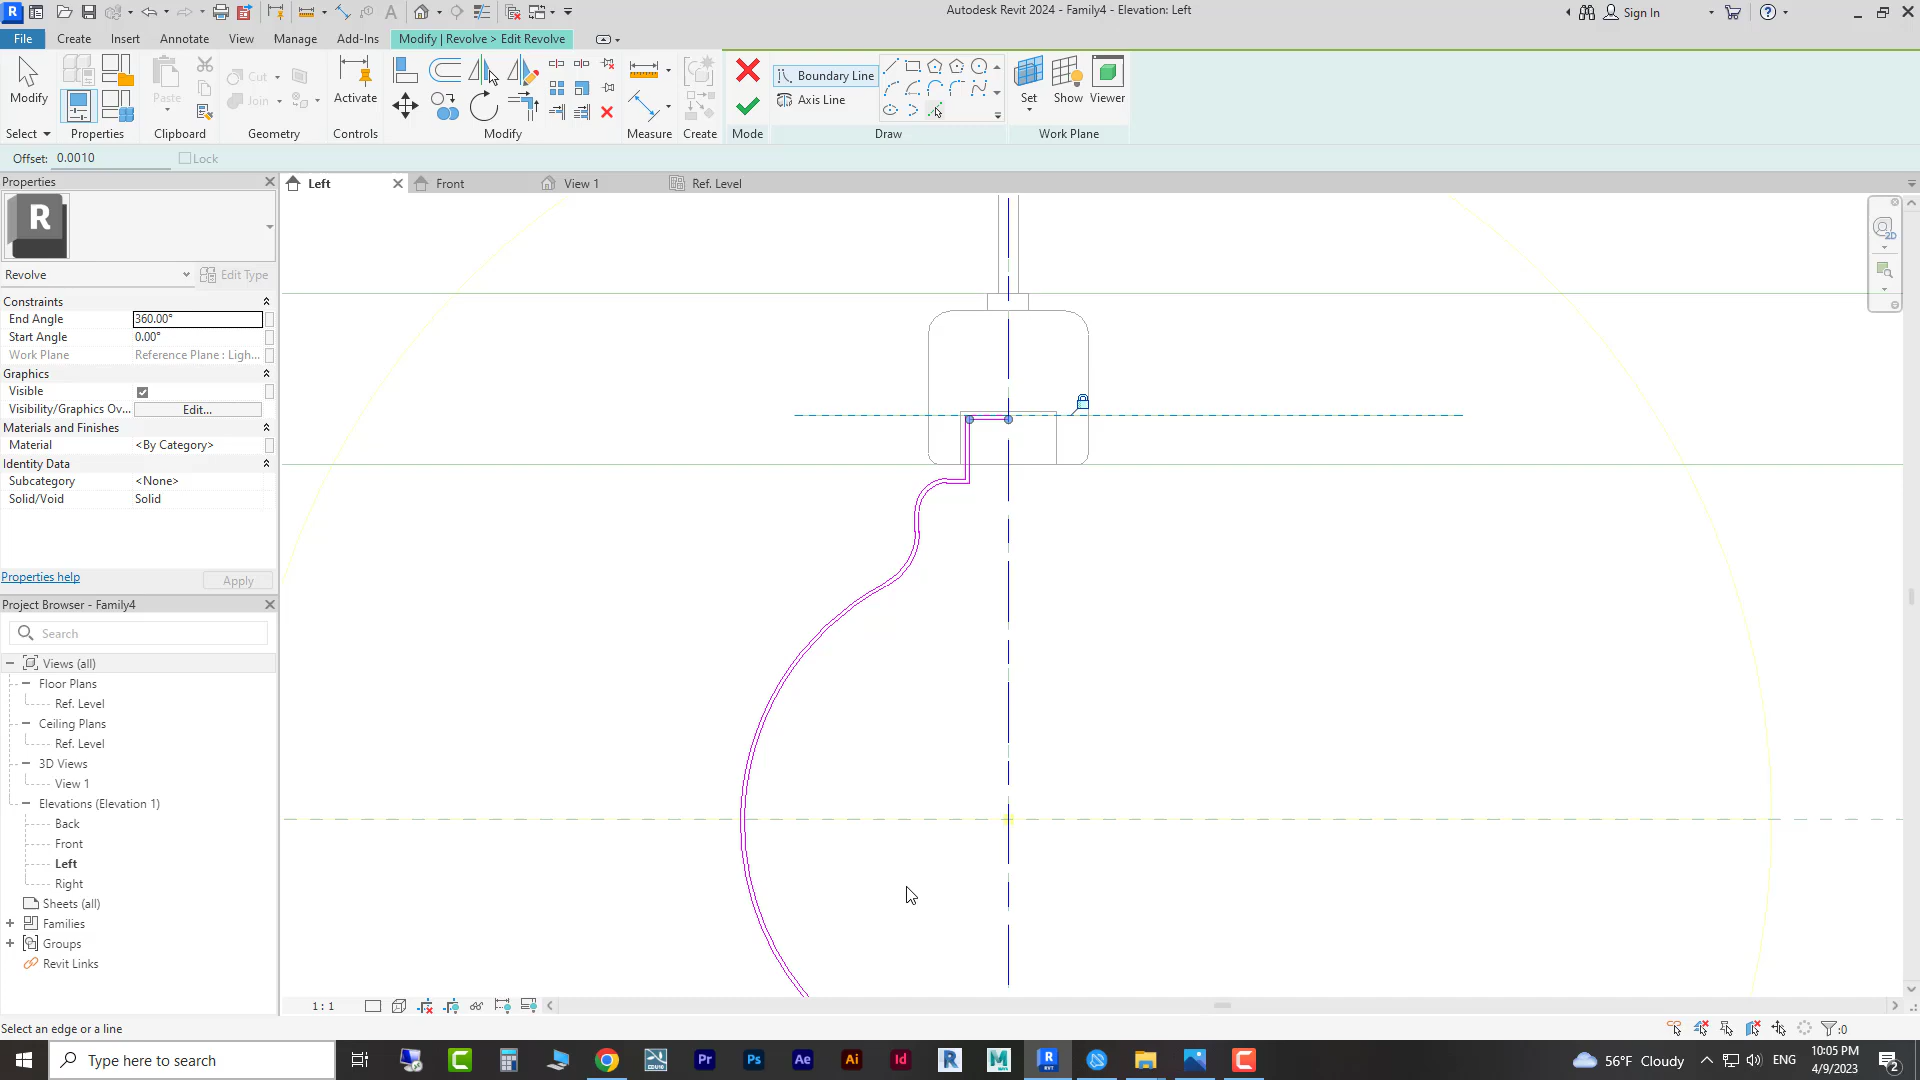 Autodesk Revit 2024 - Family4 - Elevation: Left
Sign In
File
Create
Insert
Annotate
View
Manage
Add-Ins
Modify | Revolve > Edit Revolve
Modify
Paste
Cut
Join
Activate
Boundary Line
Axis Line
Set
Show
Viewer
Select
Properties
Clipboard
Geometry
Controls
Modify
Measure
Create
Mode
Draw
Work Plane
Offset:
0.0010
Lock
Properties
Left
Front
View 1
Ref. Level
R
Revolve
Edit Type
Constraints
End Angle
360.00°
Start Angle
0.00°
Work Plane
Reference Plane : Ligh...
Graphics
Visible
Visibility/Graphics Ov...
Edit...
Materials and Finishes
Material
<By Category>
Identity Data
Subcategory
<None>
Solid/Void
Solid
Properties help
Apply
Project Browser - Family4
Search
Views (all)
Floor Plans
Ref. Level
Ceiling Plans
Ref. Level
3D Views
View 1
Elevations (Elevation 1)
Back
Front
Left
Right
Sheets (all)
Families
Groups
Revit Links
1 : 1
Select an edge or a line
:0
Type here to search
Pr
Ps
Ae
Ai
Id
56°F Cloudy
ENG
10:05 PM
4/9/2023
2